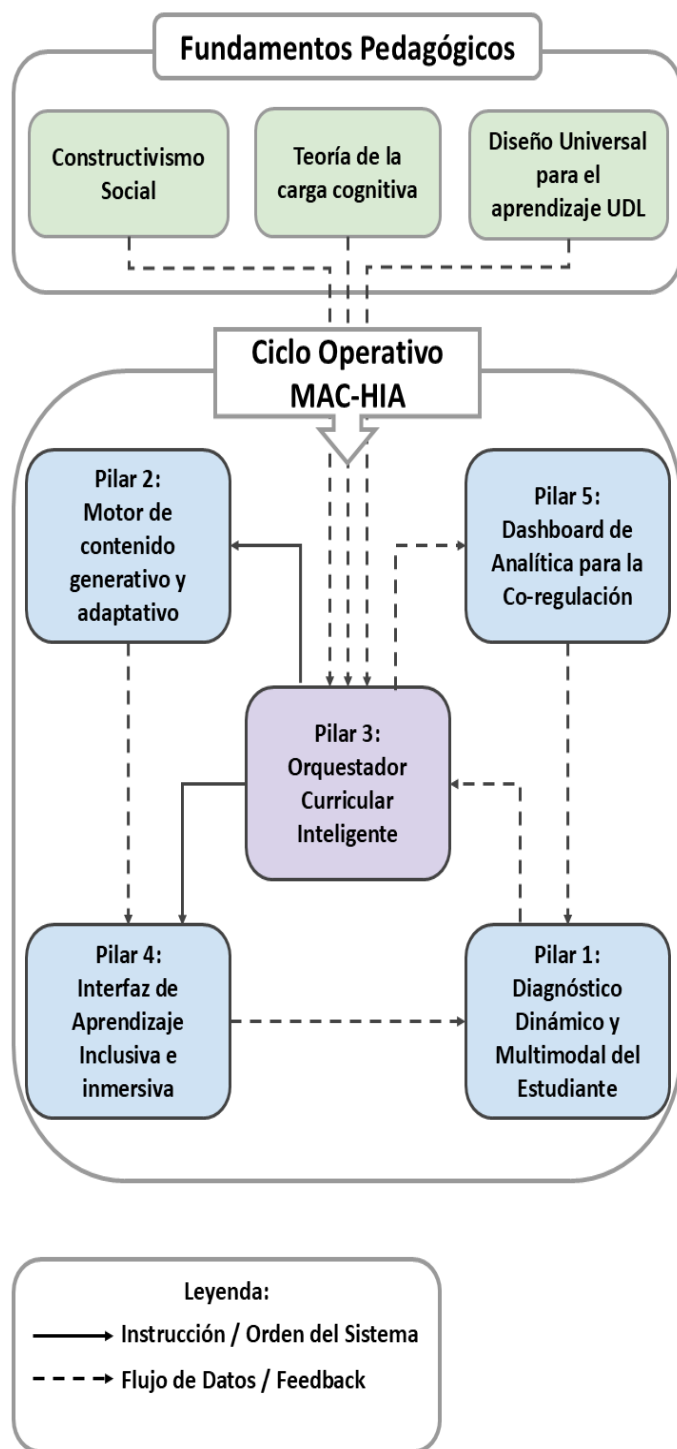 Fundamentos Pedagógicos
Constructivismo
Social
Teoría de la
carga cognitiva
Diseño Universal
para el
aprendizaje UDL
Ciclo Operativo
MAC-HIA
Pilar 2:
Motor de
contenido
generativo y
adaptativo
Pilar 5:
Dashboard de
Analítica para la
Co-regulación
Pilar 3:
Orquestador
Curricular
Inteligente
Pilar 4:
Interfaz de
Aprendizaje
Inclusiva e
inmersiva
Pilar 1:
Diagnóstico
Dinámico y
Multimodal del
Estudiante
Leyenda:
Instrucción / Orden del Sistema
Flujo de Datos / Feedback